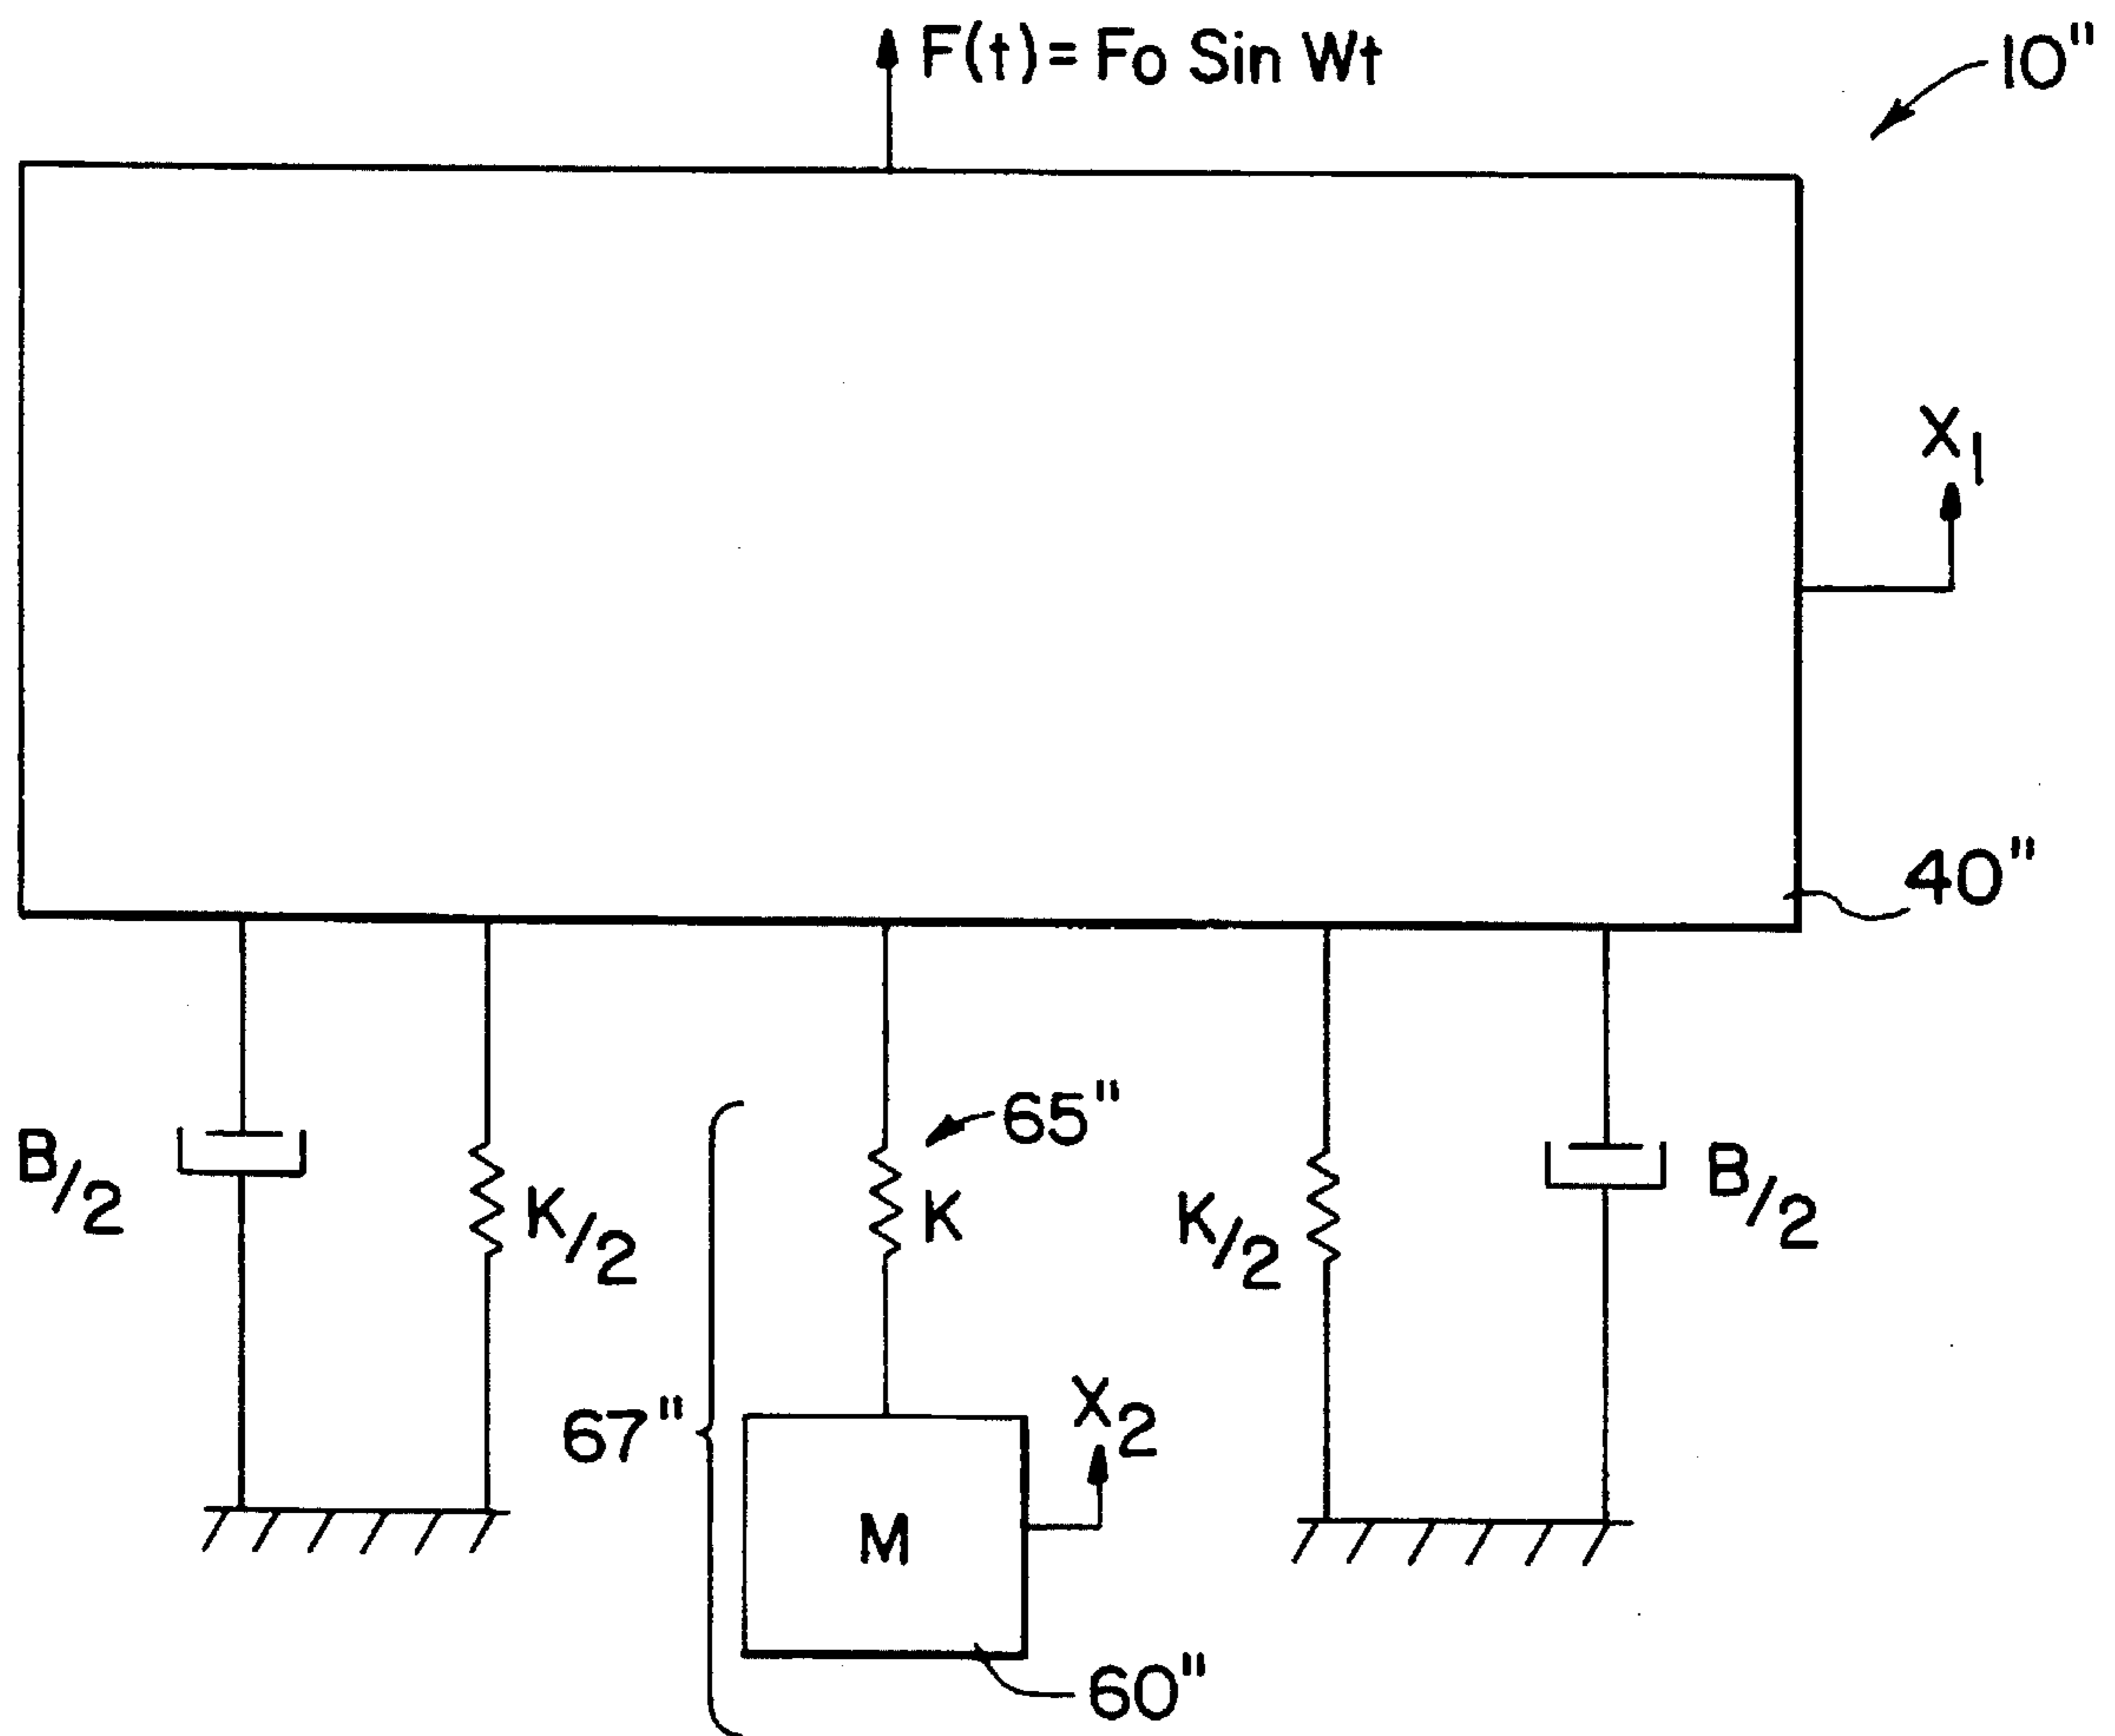 F(t)= Fo Sin Wt
10"
X1
40"
65"
B/2
K/2
K
K/2
B/2
67"
X2
M
60"